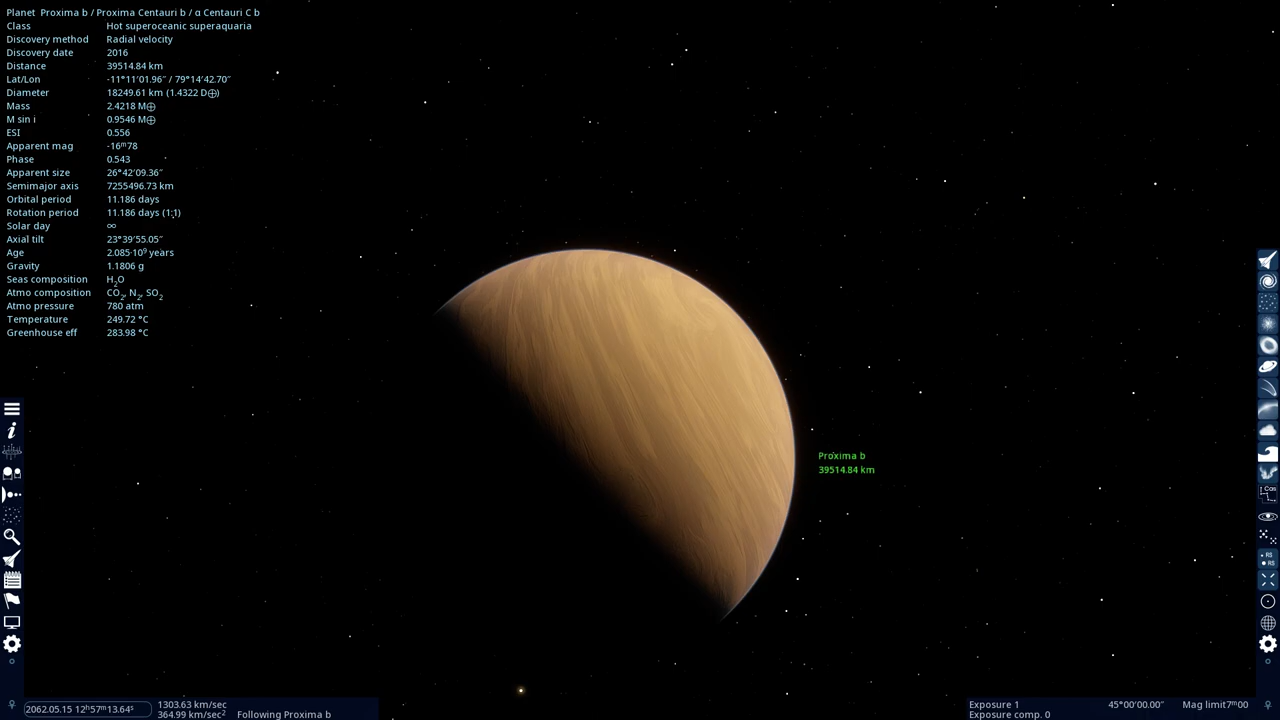 Planet Proxima b / Proxima Centauri b / α Centauri C b
Class Hot superoceanic superaquaria
Discovery method Radial velocity
Discovery date 2016
Distance 39514.84 km
Lat/Lon -11°11′01.96″ / 79°14′42.70″
Diameter 18249.61 km (1.4322 D⊕)
Mass 2.4218 M⊕
M sin i 0.9546 M⊕
ESI 0.556
Apparent mag -16ᵐ78
Phase 0.543
Apparent size 26°42′09.36″
Semimajor axis 7255496.73 km
Orbital period 11.186 days
Rotation period 11.186 days (1:1)
Solar day ∞
Axial tilt 23°39′55.05″
Age 2.085·10⁹ years
Gravity 1.1806 g
Seas composition H₂O
Atmo composition CO₂, N₂, SO₂
Atmo pressure 780 atm
Temperature 249.72 °C
Greenhouse eff 283.98 °C
Proxima b
39514.84 km
Cas
RS
RS
2062.05.15 12ʰ57ᵐ13.64ˢ
1303.63 km/sec
364.99 km/sec² Following Proxima b
Exposure 1 45°00′00.00″ Mag limit 7ᵐ00
Exposure comp. 0